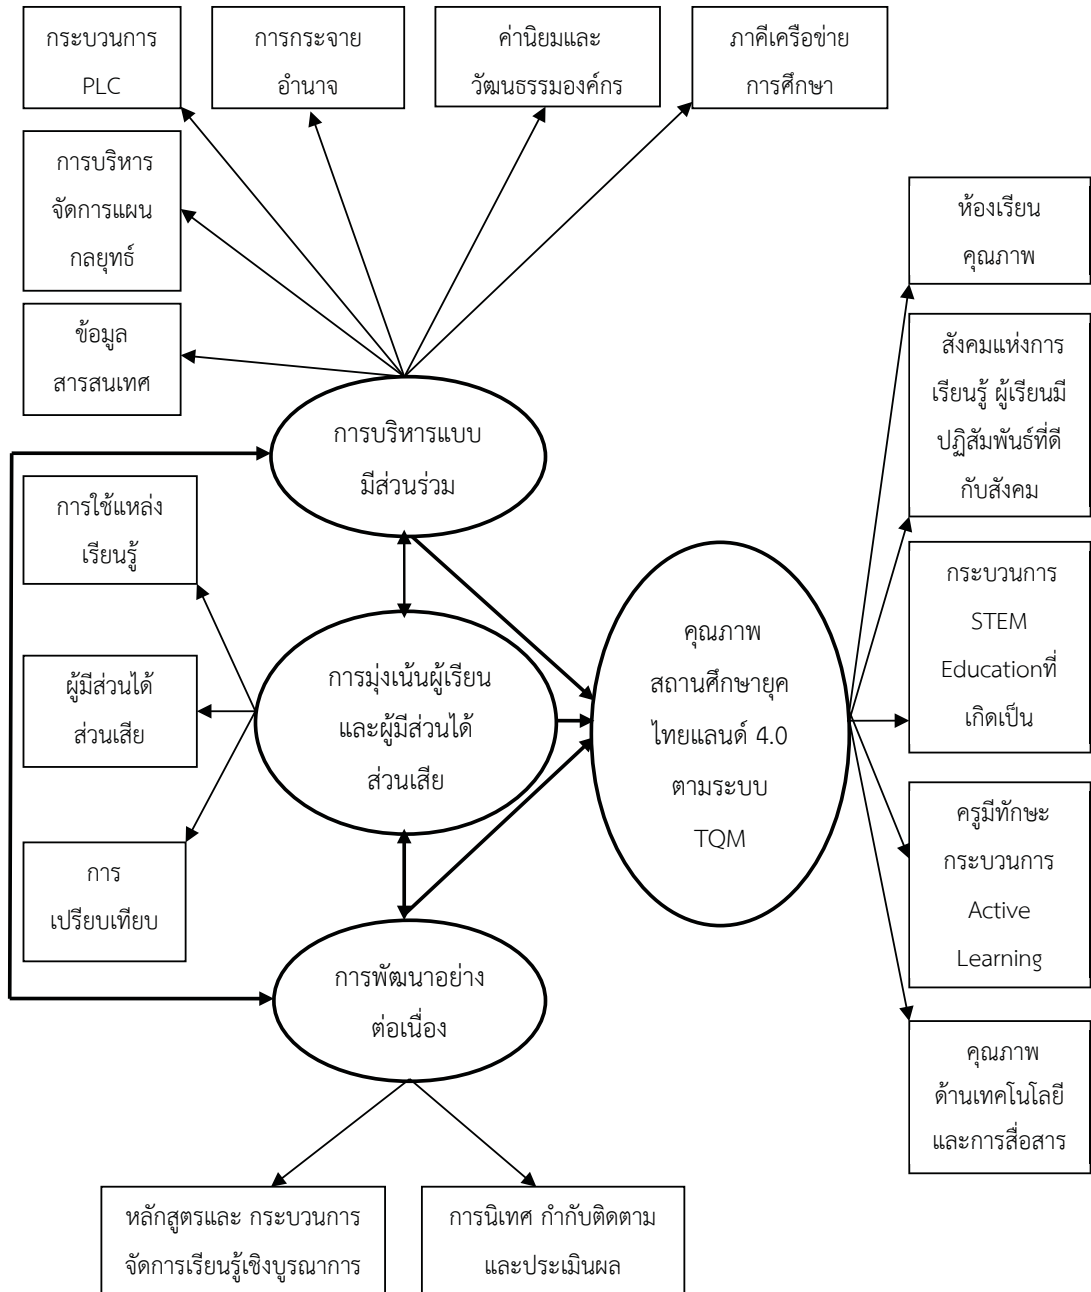 กระบวนการ
PLC
การกระจาย
อำนาจ
ค่านิยมและ
วัฒนธรรมองค์กร
ภาคีเครือข่าย
การศึกษา
การบริหาร
จัดการแผน
กลยุทธ์
ข้อมูล
สารสนเทศ
การบริหารแบบ
มีส่วนร่วม
การใช้แหล่ง
เรียนรู้
ผู้มีส่วนได้
ส่วนเสีย
การ
เปรียบเทียบ
การมุ่งเน้นผู้เรียน
และผู้มีส่วนได้
ส่วนเสีย
การพัฒนาอย่าง
ต่อเนื่อง
หลักสูตรและ กระบวนการ
จัดการเรียนรู้เชิงบูรณาการ
การนิเทศ กำกับติดตาม
และประเมินผล
คุณภาพ
สถานศึกษายุค
ไทยแลนด์ 4.0
ตามระบบ
TQM
ห้องเรียน
คุณภาพ
สังคมแห่งการ
เรียนรู้ ผู้เรียนมี
ปฏิสัมพันธ์ที่ดี
กับสังคม
กระบวนการ
STEM
Educationที่
เกิดเป็น
ครูมีทักษะ
กระบวนการ
Active
Learning
คุณภาพ
ด้านเทคโนโลยี
และการสื่อสาร